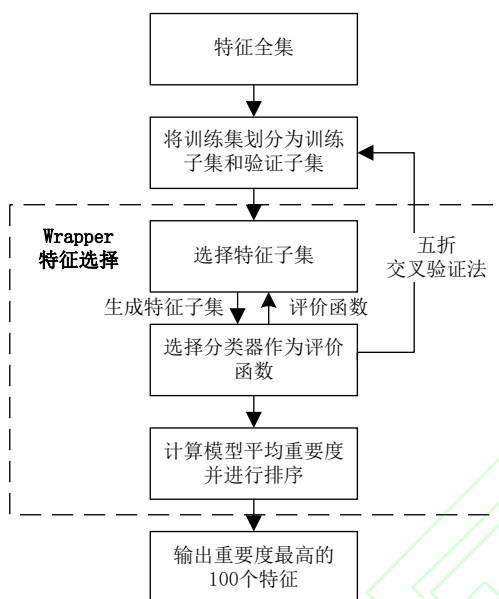 特征全集
将训练集划分为训练
子集和验证子集
Wrapper
特征选择
选择特征子集
五折
交叉验证法
生成特征子集
评价函数
选择分类器作为评价
函数
计算模型平均重要度
并进行排序
输出重要度最高的
100个特征